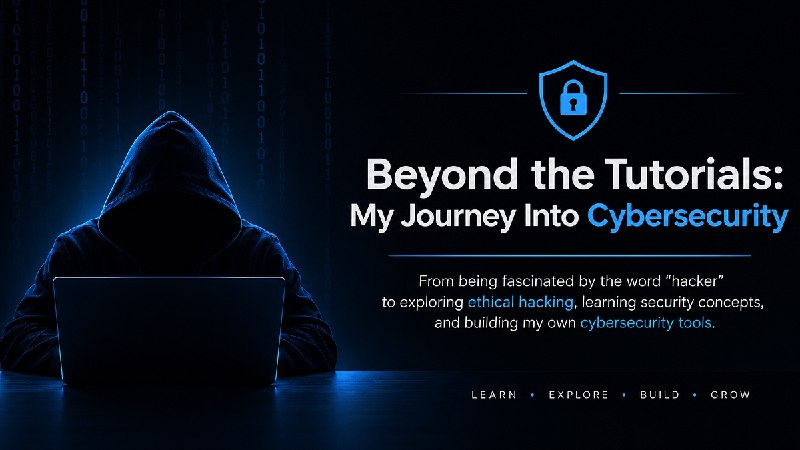 Beyond the Tutorials:
My Journey Into Cybersecurity
From being fascinated by the word “hacker”
to exploring ethical hacking, learning security concepts,
and building my own cybersecurity tools.
LEARN • EXPLORE • BUILD • GROW